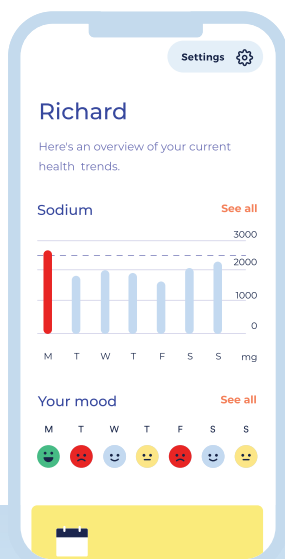 Settings
Richard
Here's an overview of your current
health trends.
Sodium See all
3000
2000
1000
0
M T W T F S S mg
Your mood See all
M T W T F S S